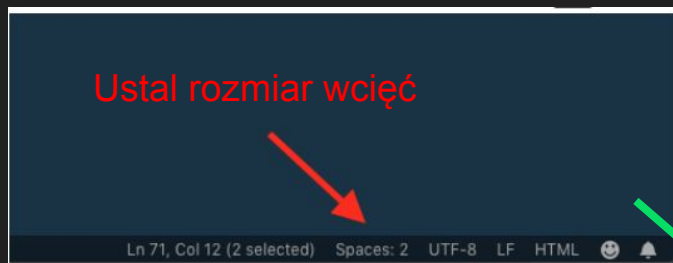 Ustal rozmiar wcięć
Ln 71, Col 12 (2 selected) Spaces: 2 UTF-8 LF HTML